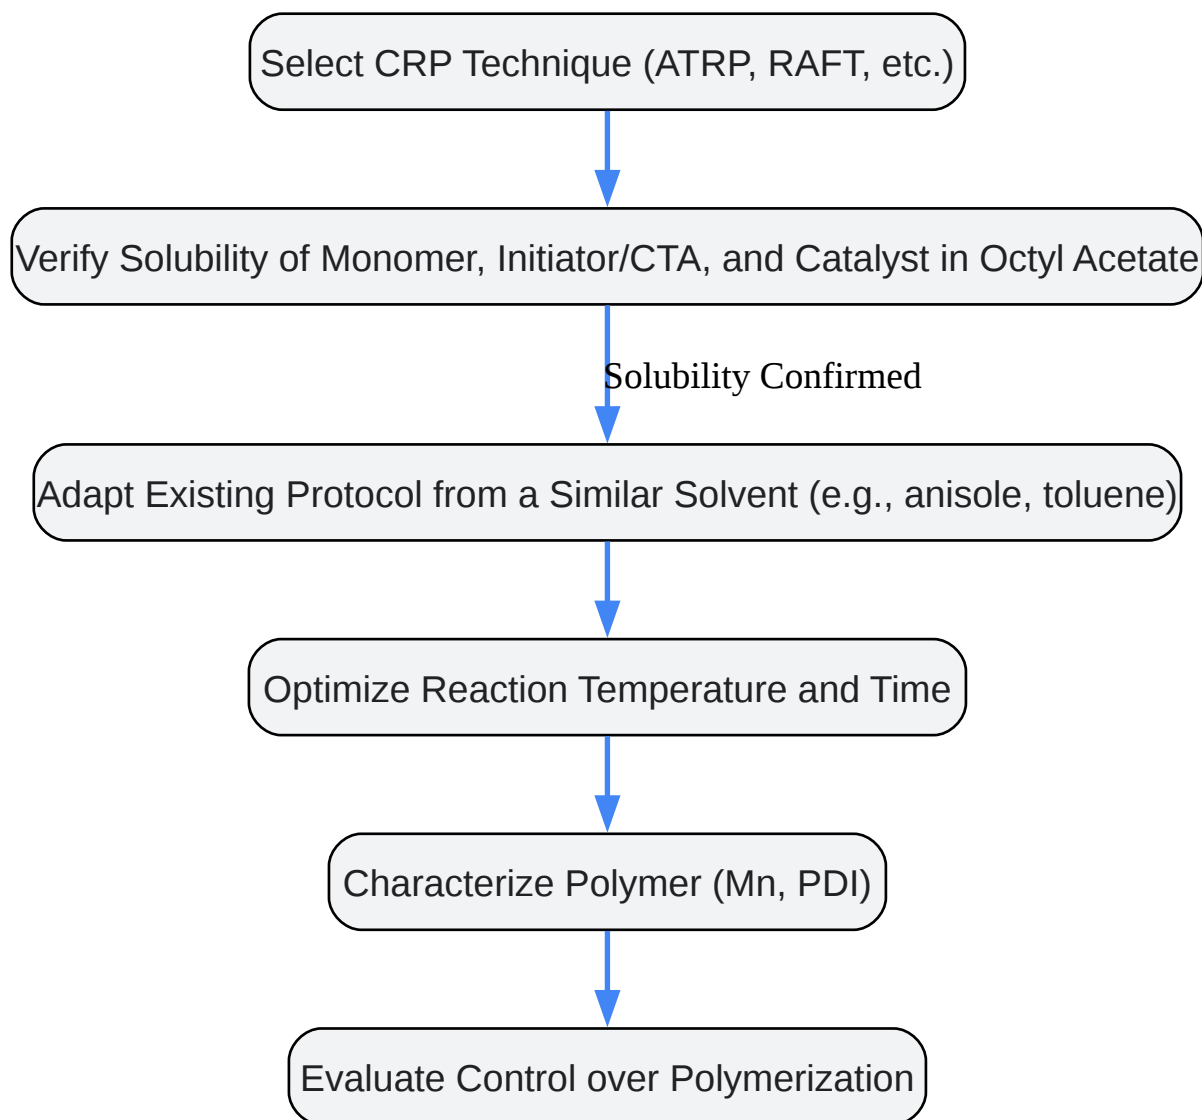 Select CRP Technique (ATRP, RAFT, etc.)
Verify Solubility of Monomer, Initiator/CTA, and Catalyst in Octyl Acetate
Solubility Confirmed
Adapt Existing Protocol from a Similar Solvent (e.g., anisole, toluene)
Optimize Reaction Temperature and Time
Characterize Polymer (Mn, PDI)
Evaluate Control over Polymerization